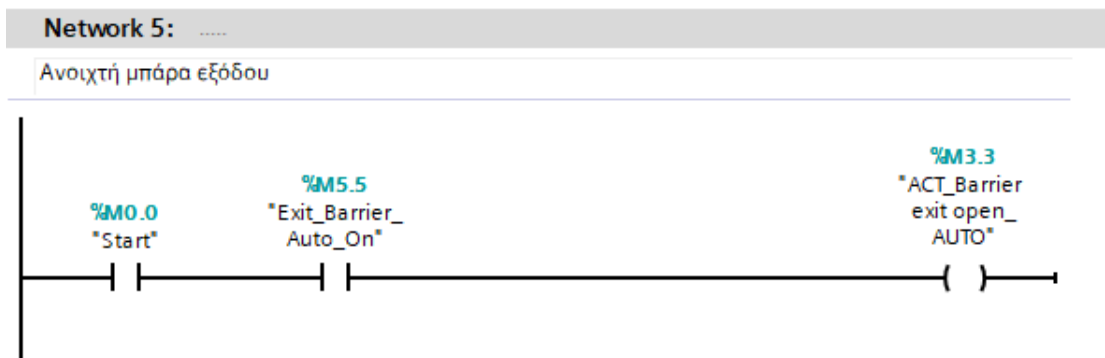 Network 5: .....
Ανοιχτή μπάρα εξόδου
%M0.0
"Start"
%M5.5
"Exit_Barrier_
Auto_On"
%M3.3
"ACT_Barrier
exit open_
AUTO"